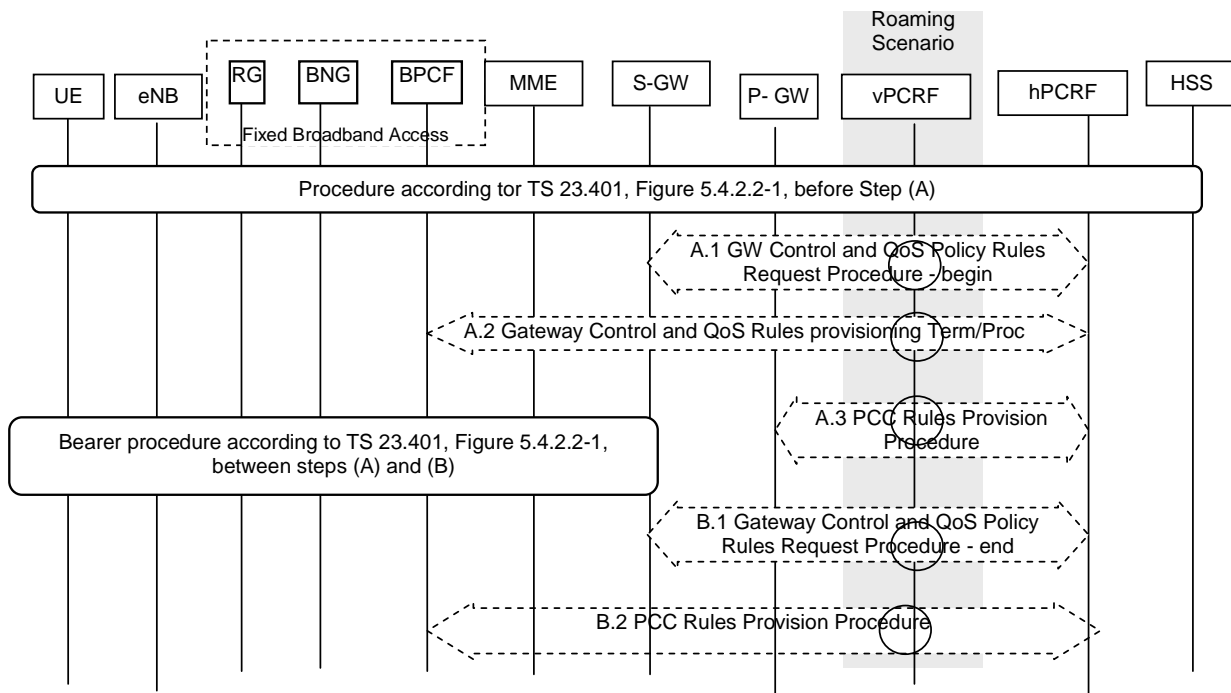 Roaming
Scenario
UE
eNB
RG
BNG
BPCF
MME
S-GW
P- GW
vPCRF
hPCRF
HSS
Fixed Broadband Access
Procedure according tor TS 23.401, Figure 5.4.2.2-1, before Step (A)
A.1 GW Control and QoS Policy Rules
Request Procedure - begin
A.2 Gateway Control and QoS Rules provisioning Term/Proc
A.3 PCC Rules Provision
Procedure
Bearer procedure according to TS 23.401, Figure 5.4.2.2-1,
between steps (A) and (B)
B.1 Gateway Control and QoS Policy
Rules Request Procedure - end
B.2 PCC Rules Provision Procedure